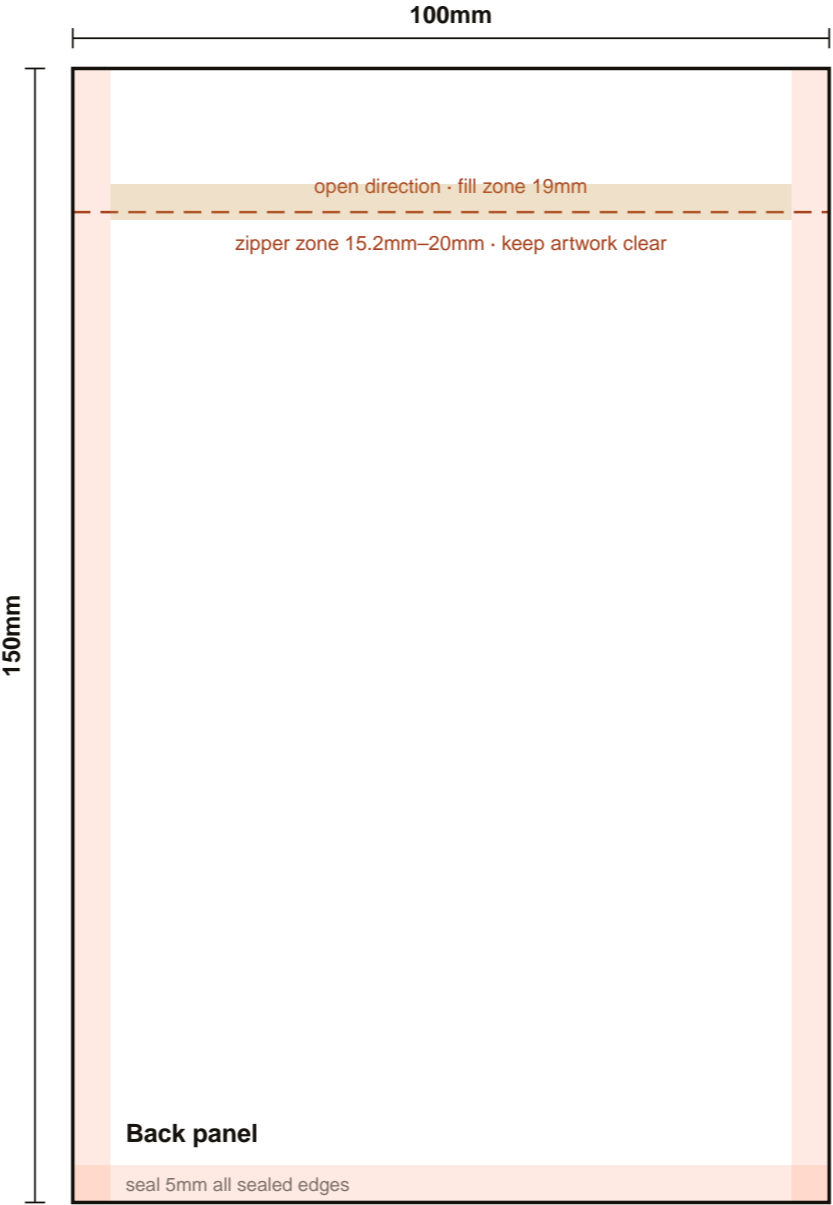 100mm
open direction · fill zone 19mm
zipper zone 15.2mm–20mm · keep artwork clear
150mm
Back panel
seal 5mm all sealed edges